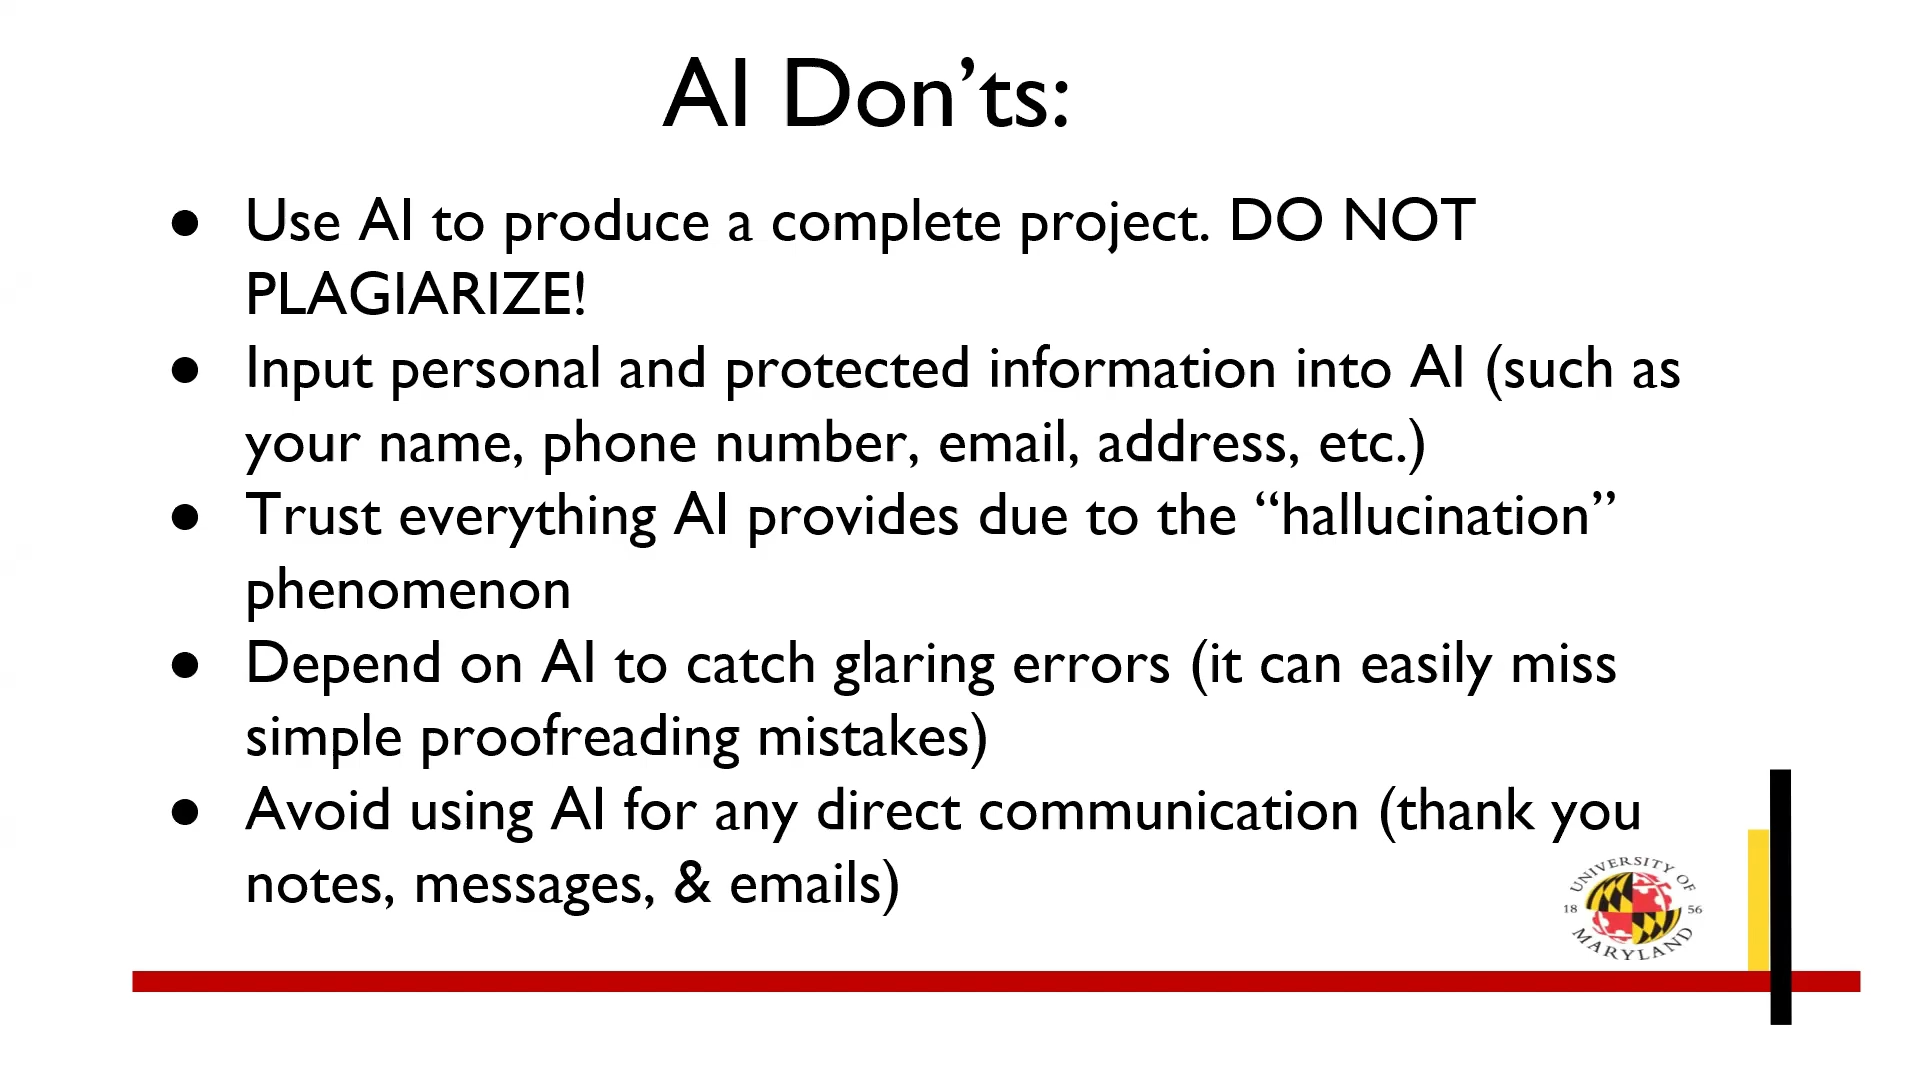 AI Don’ts:
● Use AI to produce a complete project. DO NOT
PLAGIARIZE!
● Input personal and protected information into AI (such as
your name, phone number, email, address, etc.)
● Trust everything AI provides due to the “hallucination”
phenomenon
● Depend on AI to catch glaring errors (it can easily miss
simple proofreading mistakes)
● Avoid using AI for any direct communication (thank you
notes, messages, & emails)
UNIVERSITY OF
18 56
MARYLAND